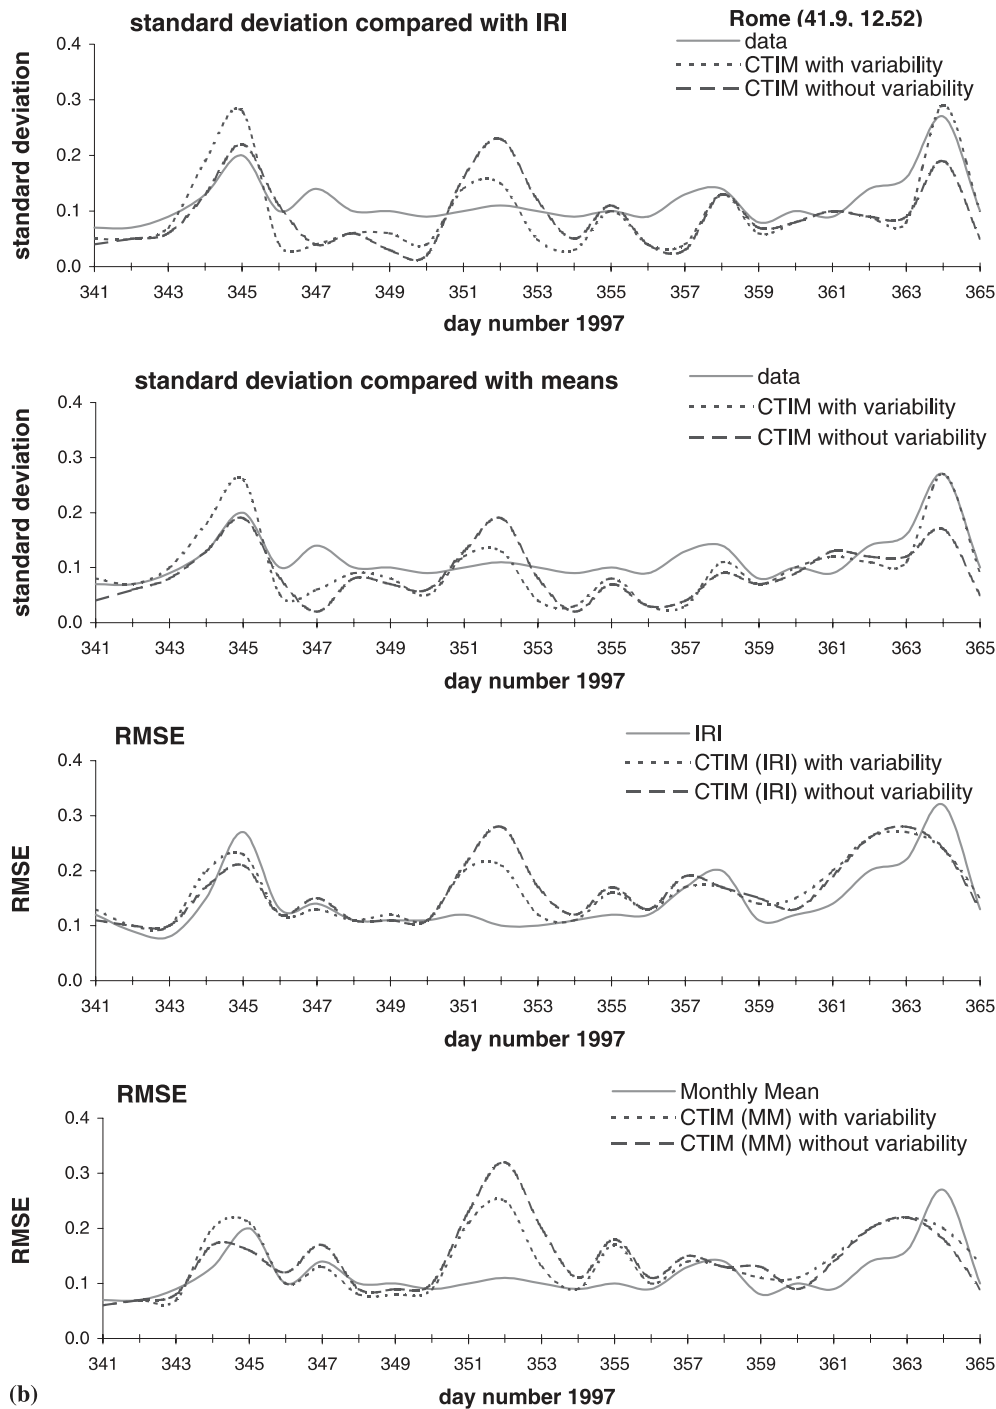 standard deviation compared with IRI
Rome (41.9, 12.52)
data
CTIM with variability
CTIM without variability
standard deviation
0.4
0.3
0.2
0.1
0.0
341 343 345 347 349 351 353 355 357 359 361 363 365
day number 1997
standard deviation compared with means
data
CTIM with variability
CTIM without variability
standard deviation
0.4
0.3
0.2
0.1
0.0
341 343 345 347 349 351 353 355 357 359 361 363 365
day number 1997
RMSE
IRI
CTIM (IRI) with variability
CTIM (IRI) without variability
RMSE
0.4
0.3
0.2
0.1
0.0
341 343 345 347 349 351 353 355 357 359 361 363 365
day number 1997
RMSE
Monthly Mean
CTIM (MM) with variability
CTIM (MM) without variability
RMSE
0.4
0.3
0.2
0.1
0.0
341 343 345 347 349 351 353 355 357 359 361 363 365
day number 1997
(b)